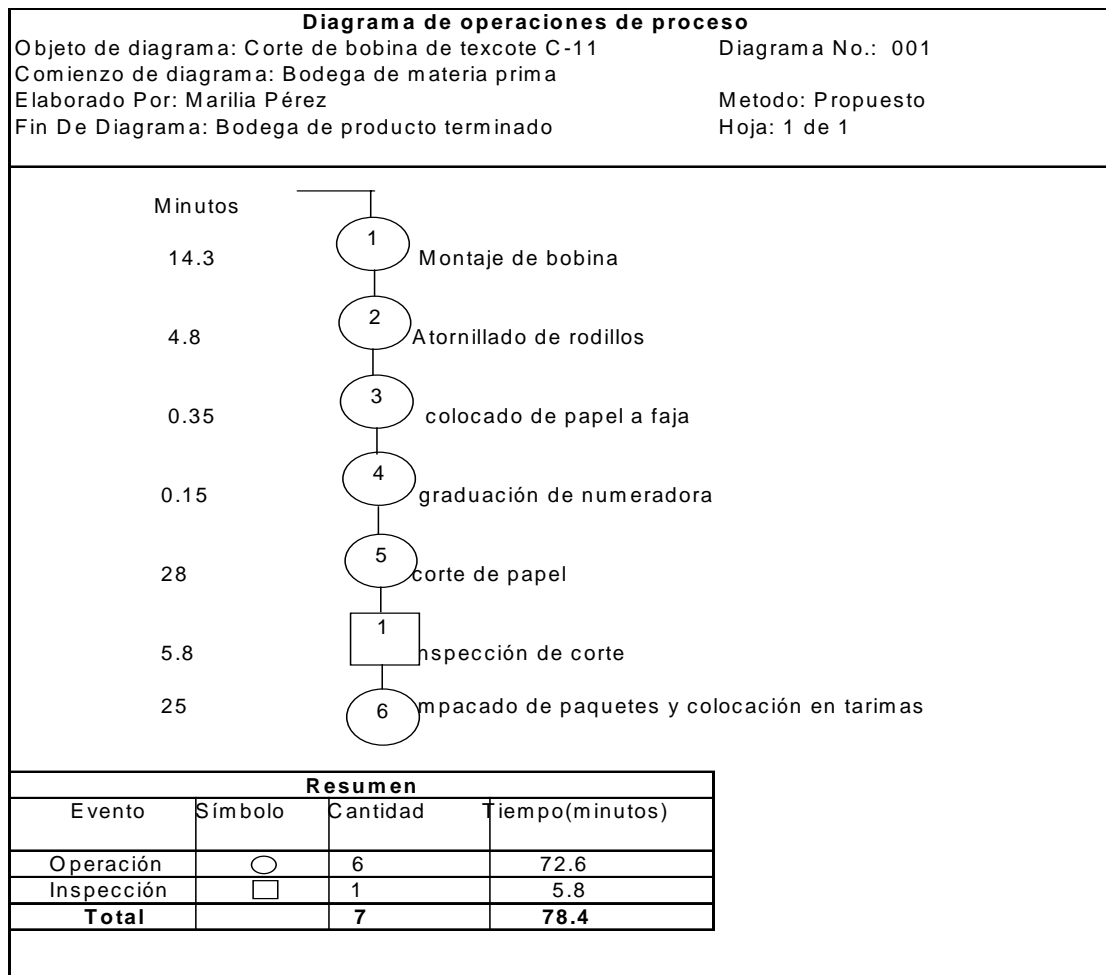 Diagrama de operaciones de proceso
Objeto de diagrama: Corte de bobina de texcote C-11 Diagrama No.: 001
Comienzo de diagrama: Bodega de materia prima
Elaborado Por: Marilia Pérez Metodo: Propuesto
Fin De Diagrama: Bodega de producto terminado Hoja: 1 de 1
Minutos
14.3 1 Montaje de bobina
4.8 2 Atornillado de rodillos
0.35 3 colocado de papel a faja
0.15 4 graduación de numeradora
28 5 corte de papel
5.8 1 nspección de corte
25 6 mpacado de paquetes y colocación en tarimas
Resumen
Evento Símbolo Cantidad Tiempo(minutos)
Operación 6 72.6
Inspección 1 5.8
Total 7 78.4